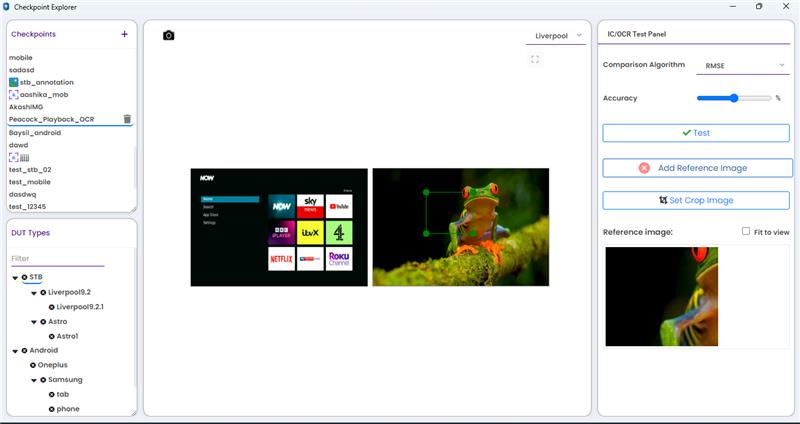 Checkpoint Explorer
Checkpoints +
mobile
sadasd
stb_annotation
aashika_mob
AkashIMG
Peacock_Playback_OCR
Baysil_android
dawd
jjjjj
test_stb_02
test_mobile
dasdwq
test_12345
DUT Types
Filter
STB
Liverpool9.2
Liverpool9.2.1
Astro
Astro1
Android
Oneplus
Samsung
tab
phone
Liverpool
NOW
Home
Search
App Store
Settings
NOW
sky
news
YouTube
BBC
iPLAYER
itvX
4
NETFLIX
Roku
Channel
IC/OCR Test Panel
Comparison Algorithm
RMSE
Accuracy
%
Test
Add Reference Image
Set Crop Image
Reference image:
Fit to view